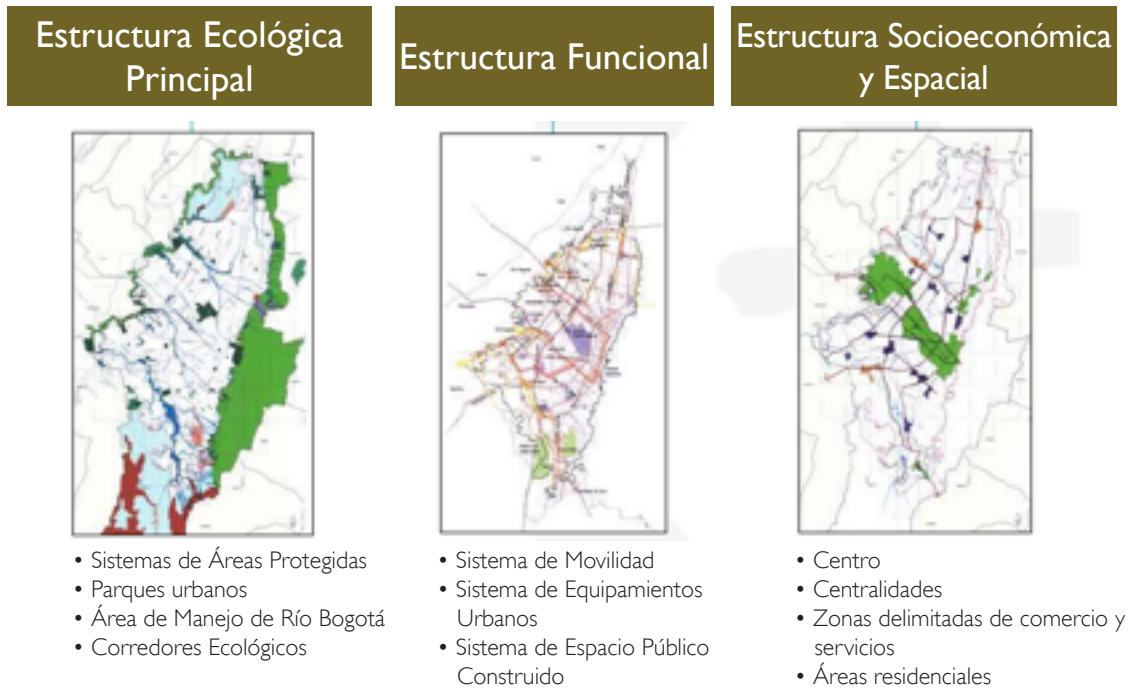 Estructura Ecológica
Principal
Estructura Funcional
Estructura Socioeconómica
y Espacial
• Sistemas de Áreas Protegidas
• Parques urbanos
• Área de Manejo de Río Bogotá
• Corredores Ecológicos
• Sistema de Movilidad
• Sistema de Equipamientos
Urbanos
• Sistema de Espacio Público
Construido
• Centro
• Centralidades
• Zonas delimitadas de comercio y
servicios
• Áreas residenciales